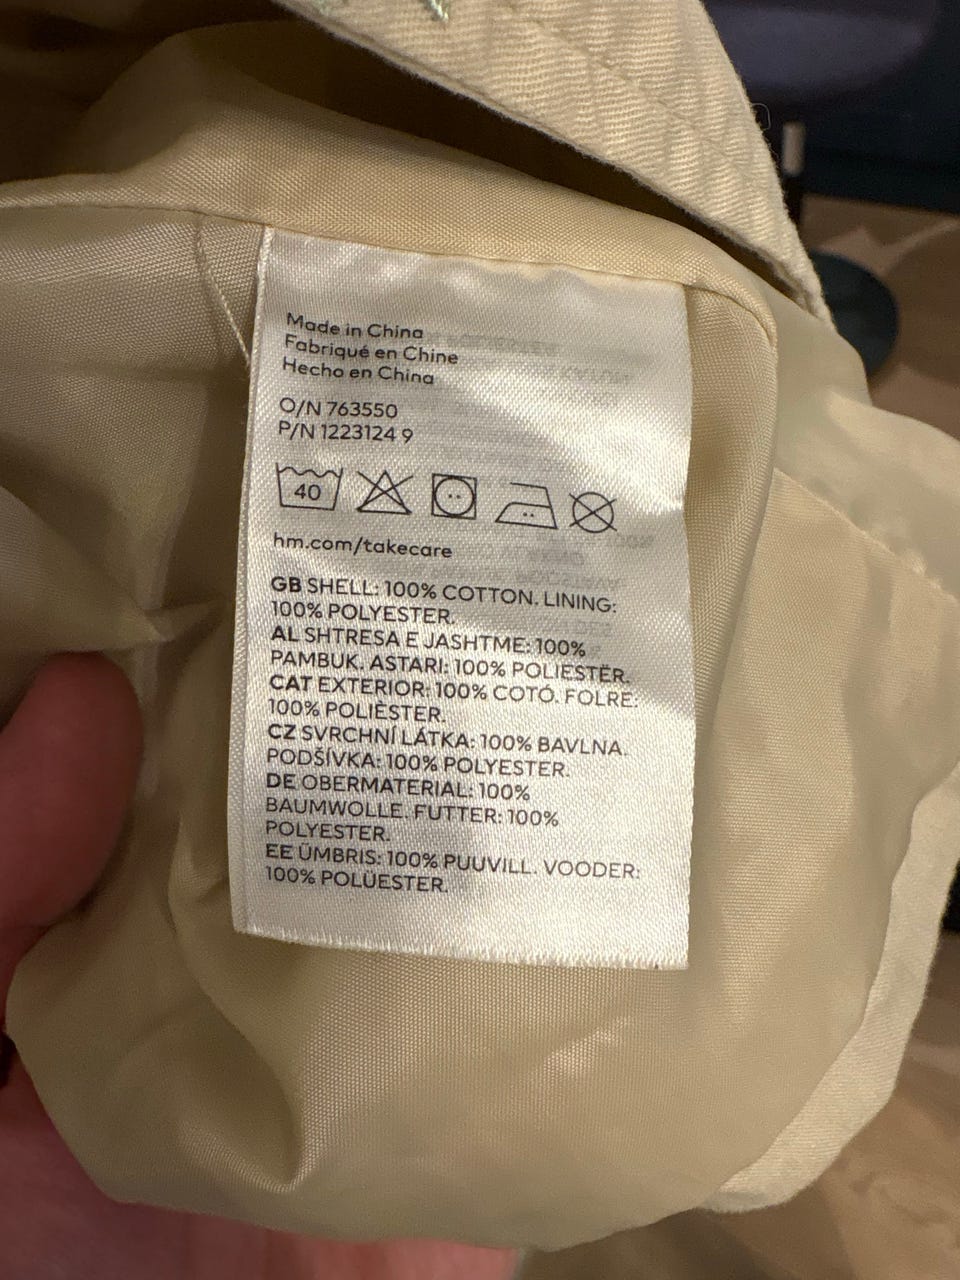 Made in China
Fabriqué en Chine
Hecho en China
O/N 763550
P/N 1223124 9
40
hm.com/takecare
GB SHELL: 100% COTTON. LINING:
100% POLYESTER.
AL SHTRESA E JASHTME: 100%
PAMBUK. ASTARI: 100% POLIESTËR.
CAT EXTERIOR: 100% COTÓ. FOLRE:
100% POLIÈSTER.
CZ SVRCHNÍ LÁTKA: 100% BAVLNA.
PODŠÍVKA: 100% POLYESTER.
DE OBERMATERIAL: 100%
BAUMWOLLE. FUTTER: 100%
POLYESTER.
EE ÜMBRIS: 100% PUUVILL. VOODER:
100% POLÜESTER.